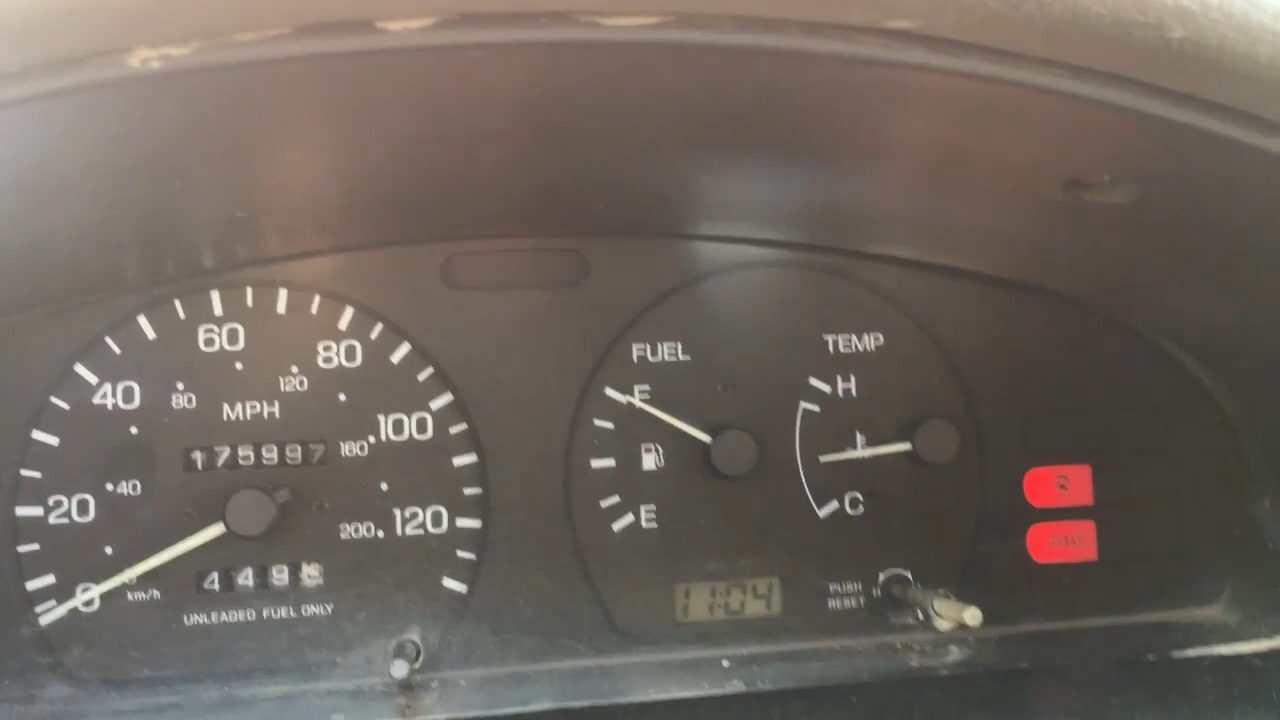 60
80
40
80
120
MPH
100
160
175997
40
20
200
120
0
km/h
449
UNLEADED FUEL ONLY
FUEL
F
E
TEMP
H
C
11:04
PUSH
RESET